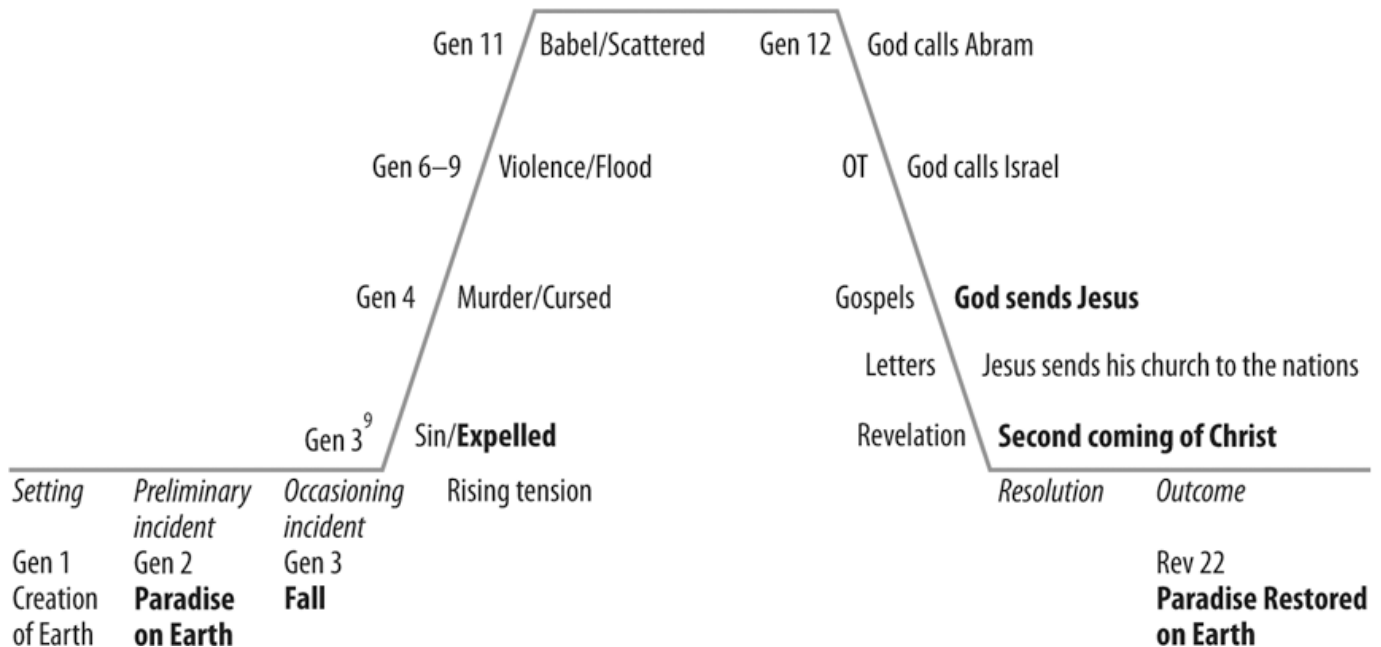 Gen 11 Babel/Scattered Gen 12 God calls Abram
Gen 6–9 Violence/Flood OT God calls Israel
Gen 4 Murder/Cursed Gospels God sends Jesus
Letters Jesus sends his church to the nations
Gen 3⁹ Sin/Expelled Revelation Second coming of Christ
Setting Preliminary Occasioning Rising tension Resolution Outcome
incident incident
Gen 1 Gen 2 Gen 3 Rev 22
Creation Paradise Fall Paradise Restored
of Earth on Earth on Earth